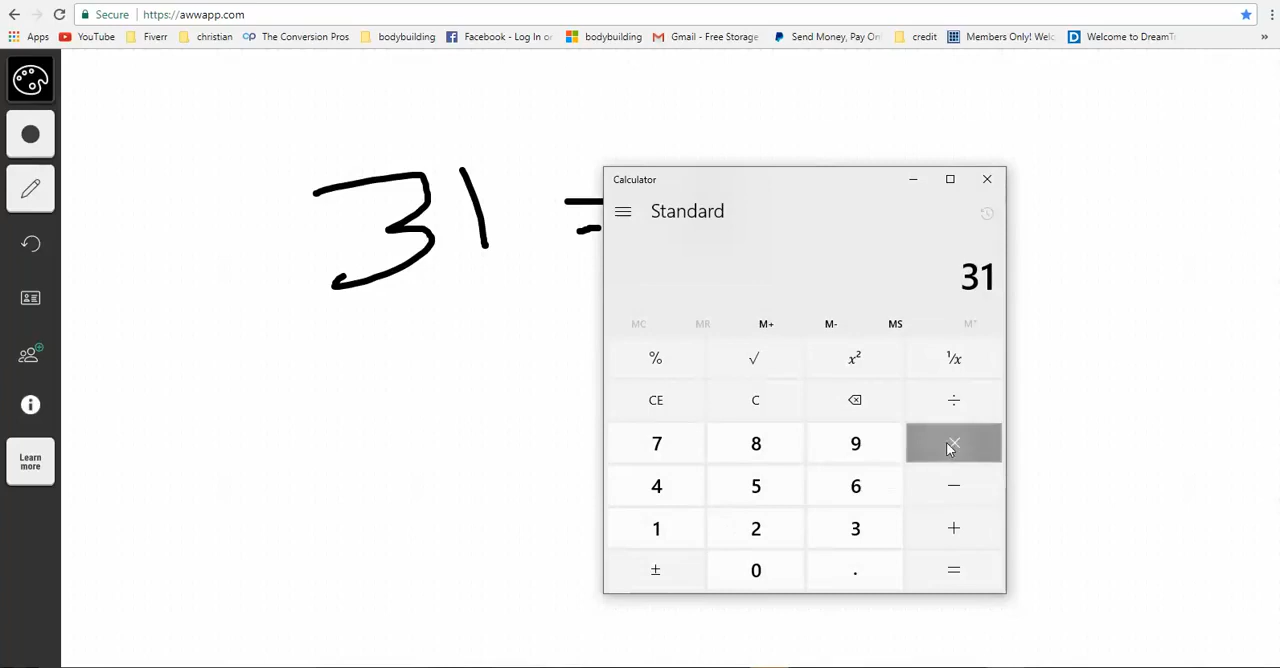 Secure | https://awwapp.com
Apps YouTube Fiverr christian The Conversion Pros bodybuilding Facebook - Log In or bodybuilding Gmail - Free Storage Send Money, Pay Onl credit Members Only! Welc Welcome to DreamTr »
31 =
Calculator
Standard
31
MC MR M+ M- MS M˅
% √ x² ¹/x
CE C ÷
7 8 9 ×
4 5 6 −
1 2 3 +
± 0 . =
Learn
more